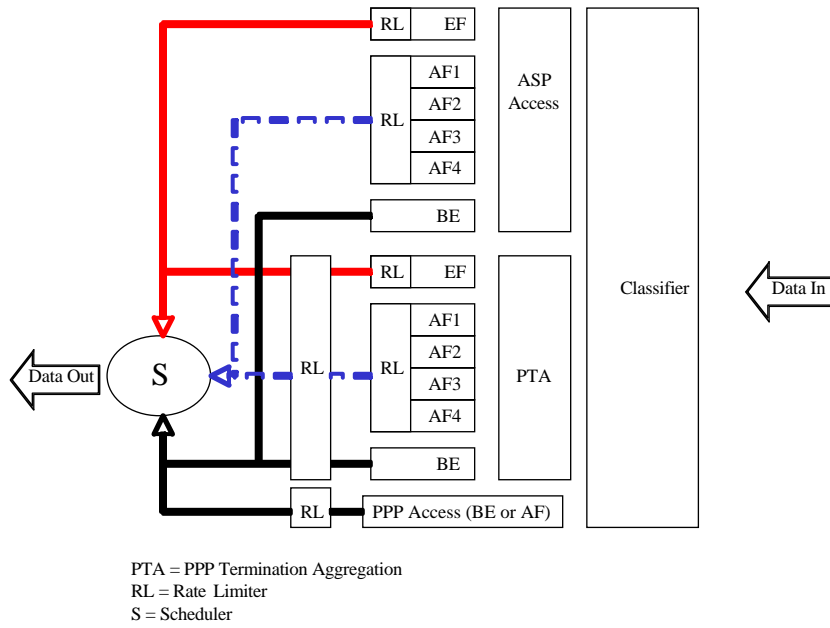 RL EF
AF1
ASP
Access
AF2
RL
AF3
AF4
BE
RL EF
Classifier
Data In
AF1
AF2
RL
RL
PTA
AF3
AF4
S
Data Out
BE
RL
PPP Access (BE or AF)
PTA = PPP Termination Aggregation
RL = Rate Limiter
S = Scheduler